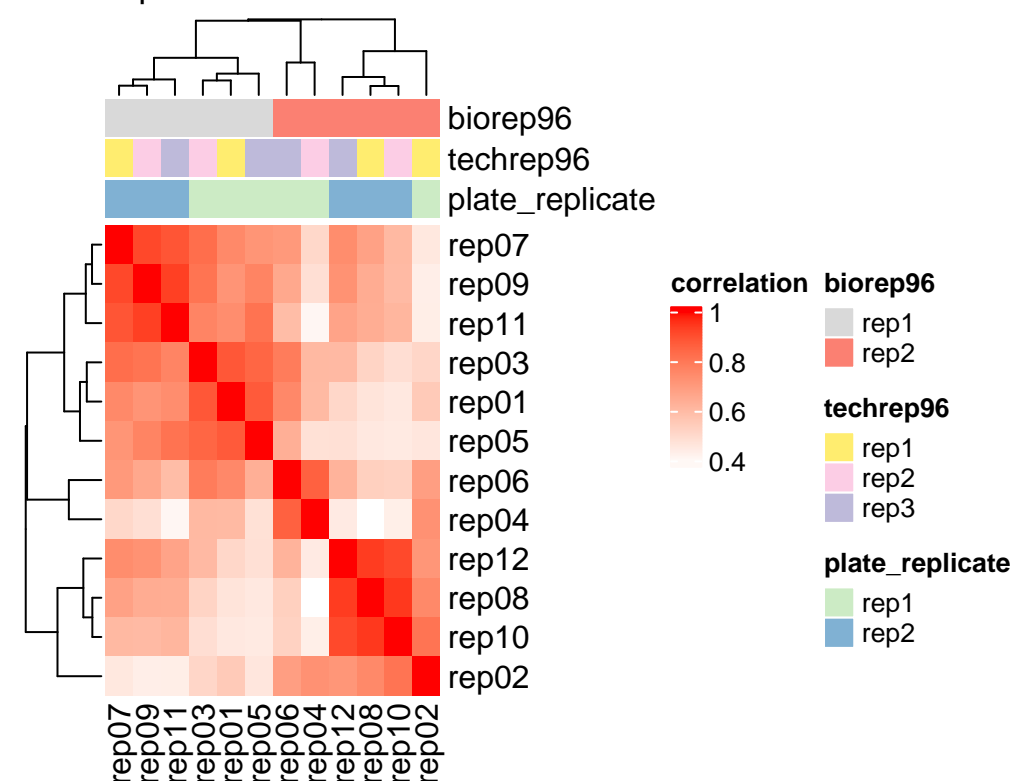 biorep96
techrep96
plate_replicate
rep07
rep09
rep11
rep03
rep01
rep05
rep06
rep04
rep12
rep08
rep10
rep02
rep07
rep09
rep11
rep03
rep01
rep05
rep06
rep04
rep12
rep08
rep10
rep02
correlation
1
0.8
0.6
0.4
biorep96
rep1
rep2
techrep96
rep1
rep2
rep3
plate_replicate
rep1
rep2